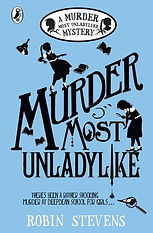 A MURDER
MOST UNLADYLIKE
MYSTERY
MURDER
MOST
UNLADYLIKE
THERE'S BEEN A RATHER SHOCKING
MURDER AT DEEPDEAN SCHOOL FOR GIRLS...
ROBIN STEVENS